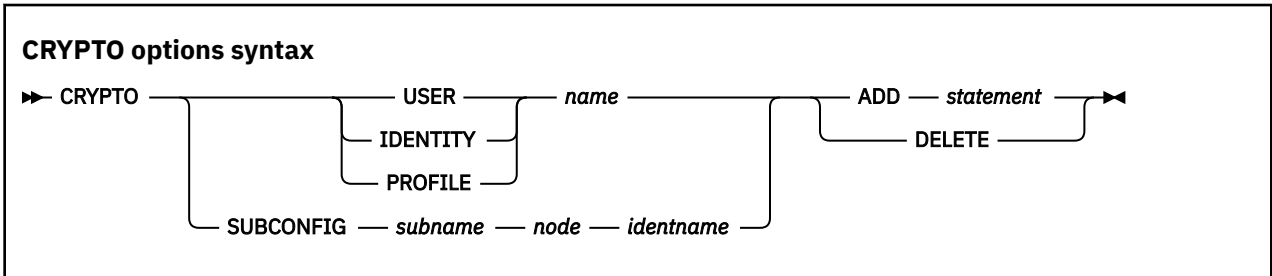 CRYPTO options syntax
CRYPTO USER name ADD statement
IDENTITY DELETE
PROFILE
SUBCONFIG subname node identname